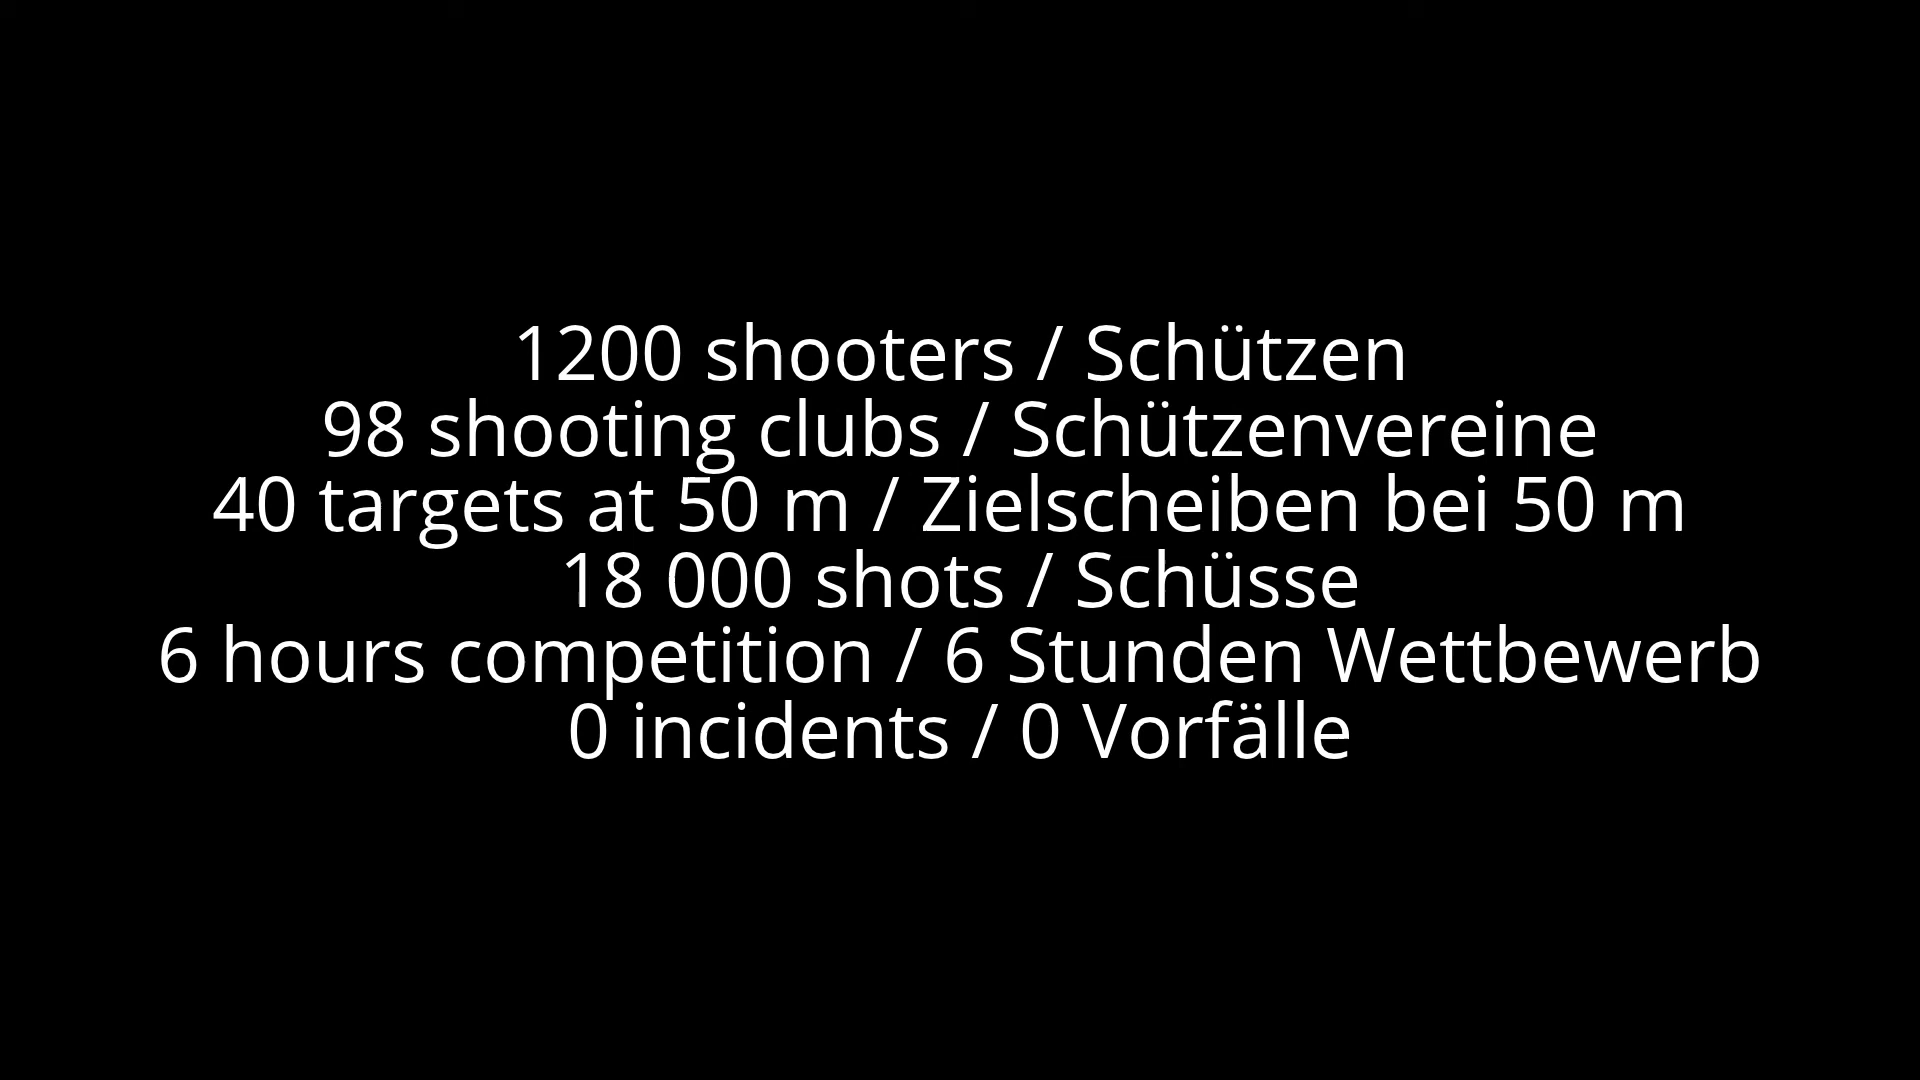 1200 shooters / Schützen
98 shooting clubs / Schützenvereine
40 targets at 50 m / Zielscheiben bei 50 m
18 000 shots / Schüsse
6 hours competition / 6 Stunden Wettbewerb
0 incidents / 0 Vorfälle